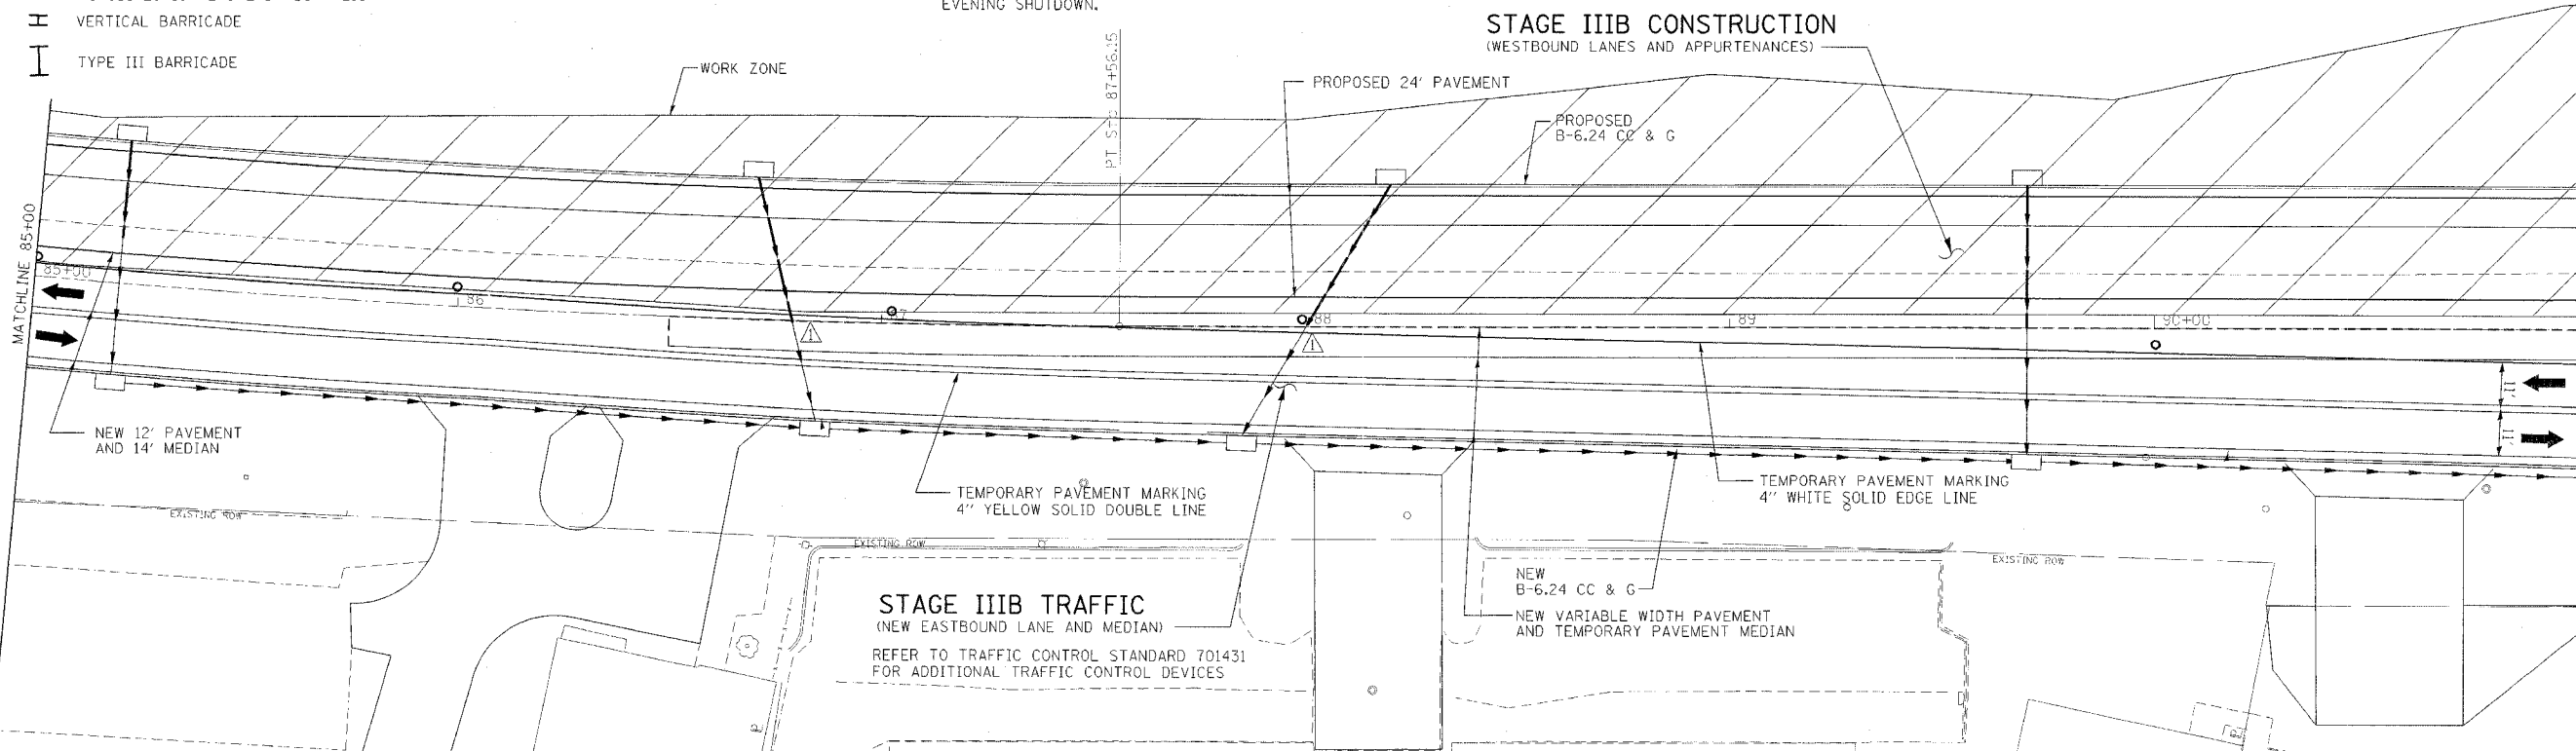 EVENING SHUTDOWN.
VERTICAL BARRICADE
TYPE III BARRICADE
WORK ZONE
PT STA 87+56.15
STAGE IIIB CONSTRUCTION
(WESTBOUND LANES AND APPURTENANCES)
PROPOSED 24' PAVEMENT
PROPOSED
B-6.24 CC & G
MATCHLINE 85+00
85+00
86
87
88
89
90+00
1
1
11'
11'
NEW 12' PAVEMENT
AND 14' MEDIAN
TEMPORARY PAVEMENT MARKING
4" YELLOW SOLID DOUBLE LINE
TEMPORARY PAVEMENT MARKING
4" WHITE SOLID EDGE LINE
EXISTING ROW
EXISTING ROW
EXISTING ROW
NEW
B-6.24 CC & G
NEW VARIABLE WIDTH PAVEMENT
AND TEMPORARY PAVEMENT MEDIAN
STAGE IIIB TRAFFIC
(NEW EASTBOUND LANE AND MEDIAN)
REFER TO TRAFFIC CONTROL STANDARD 701431
FOR ADDITIONAL TRAFFIC CONTROL DEVICES